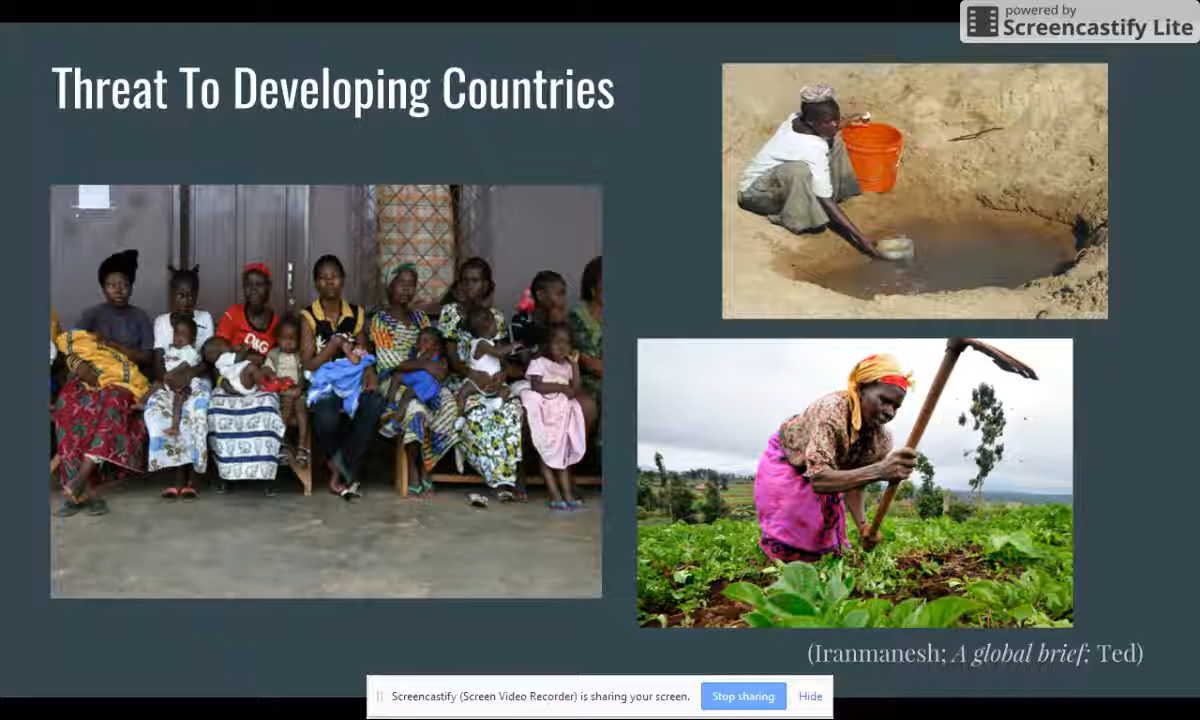 powered by
Screencastify Lite
Threat To Developing Countries
(Iranmanesh; A global brief; Ted)
Screencastify (Screen Video Recorder) is sharing your screen.
Stop sharing
Hide